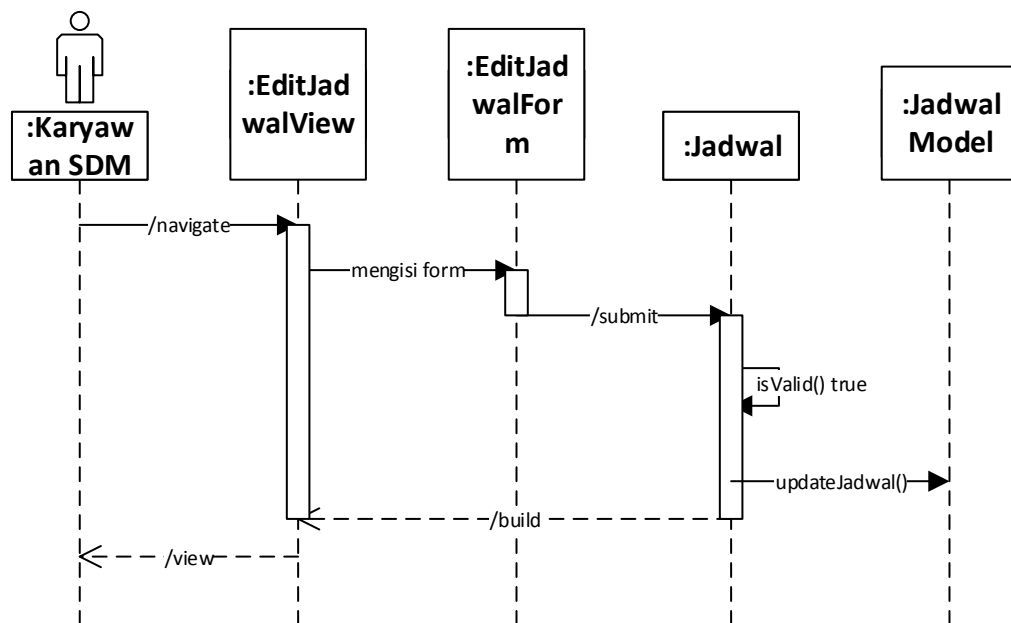 :Karyaw
an SDM
:EditJad
walView
:EditJad
walFor
m
:Jadwal
:Jadwal
Model
/navigate
mengisi form
/submit
isValid() true
updateJadwal()
/build
/view